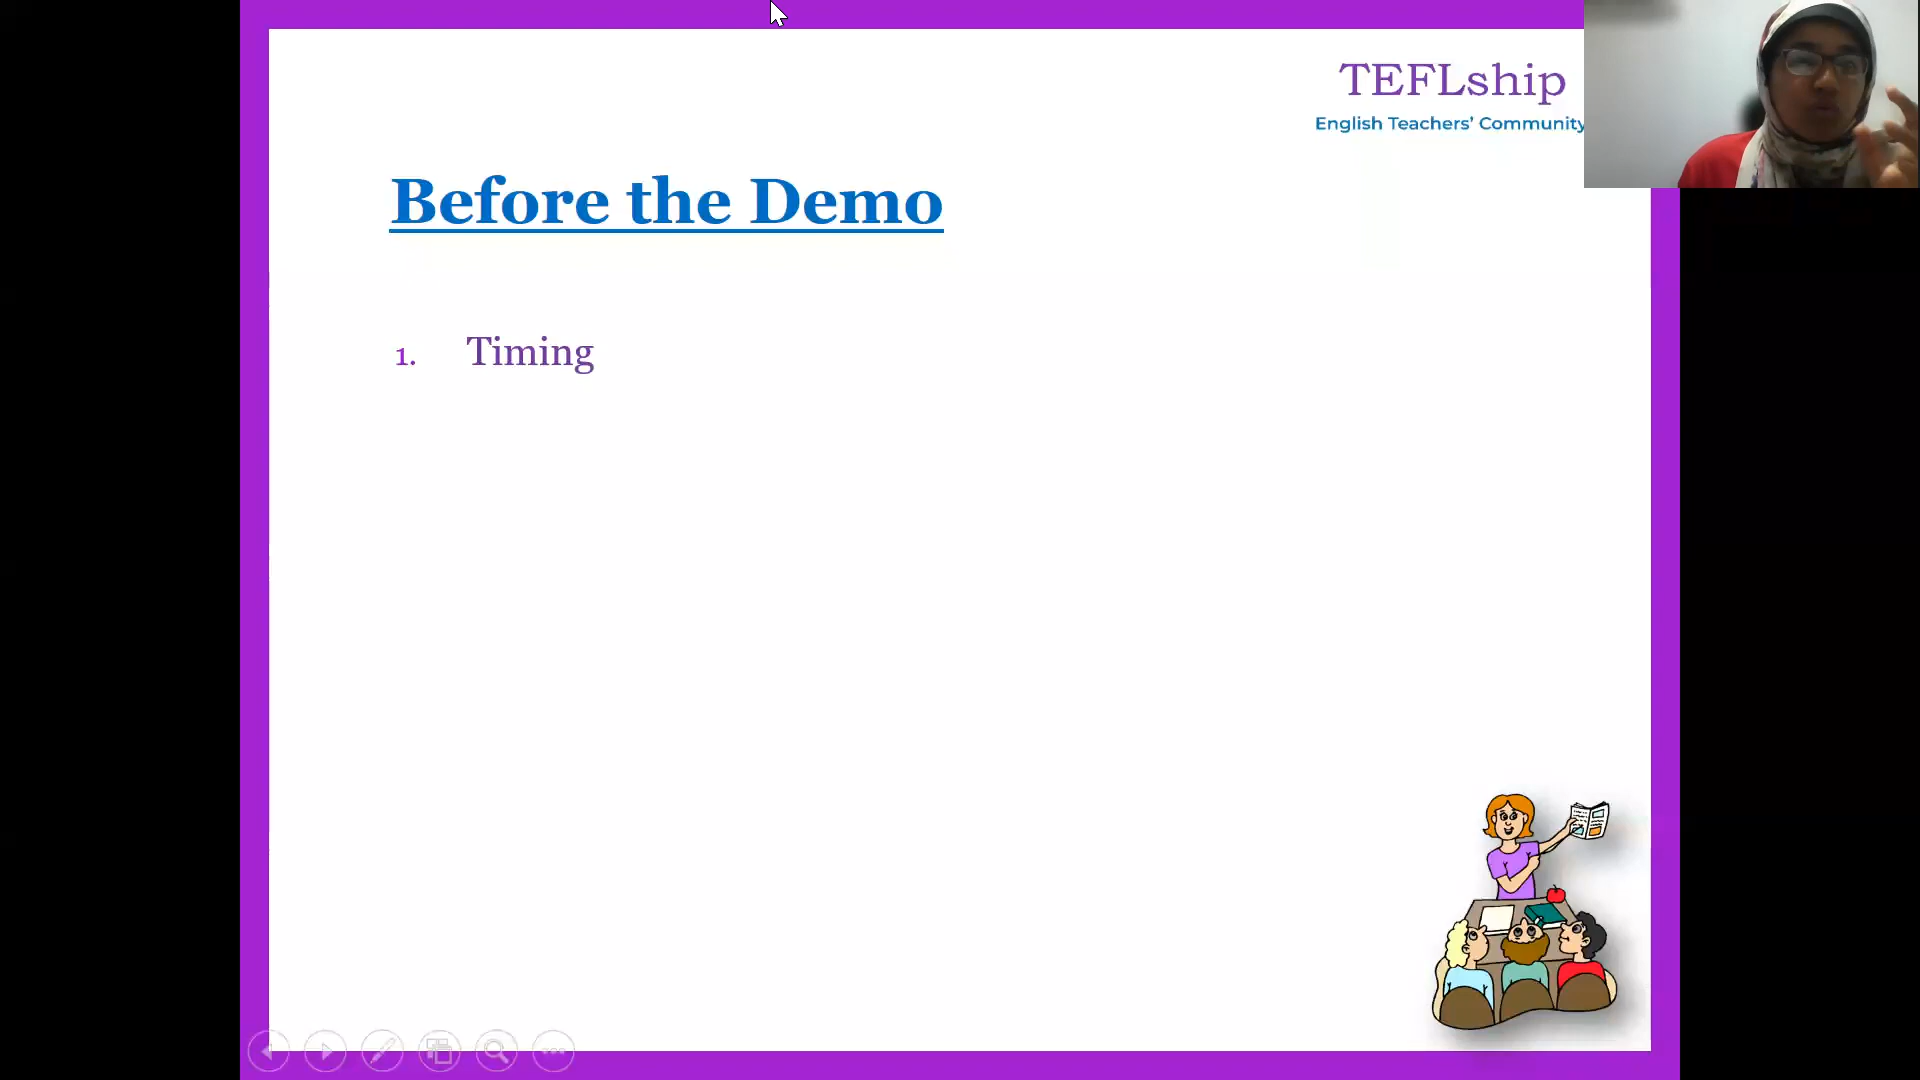 TEFLship
English Teachers’ Community
Before the Demo
1. Timing